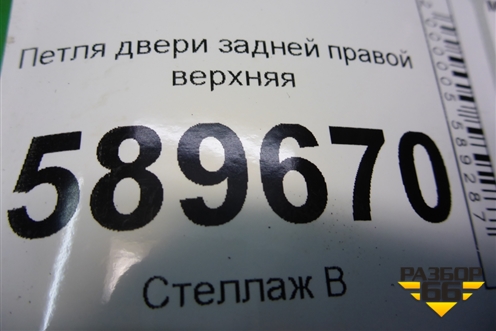 Петля двери задней правой
верхняя
589670
Стеллаж В
РАЗБОР
66